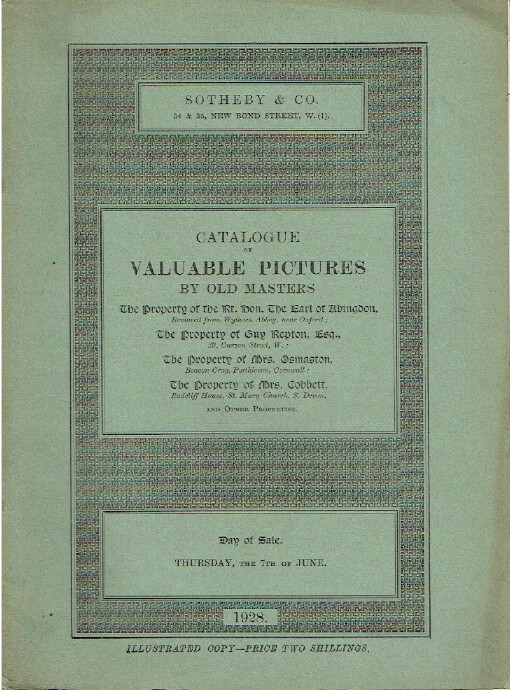 SOTHEBY & CO.
34 & 35, NEW BOND STREET, W.(1).
CATALOGUE
OF
VALUABLE PICTURES
BY OLD MASTERS
The Property of the Rt. Hon. The Earl of Abingdon,
Removed from Wytham Abbey, near Oxford;
The Property of Guy Repton, Esq.,
29, Curzon Street, W.;
The Property of Mrs. Osmaston,
Beacon Crag, Porthleven, Cornwall;
The Property of Mrs. Cobbett,
Radcliff House, St. Mary Church, S. Devon,
AND OTHER PROPERTIES.
Day of Sale.
THURSDAY, THE 7TH OF JUNE.
1928.
ILLUSTRATED COPY—PRICE TWO SHILLINGS.